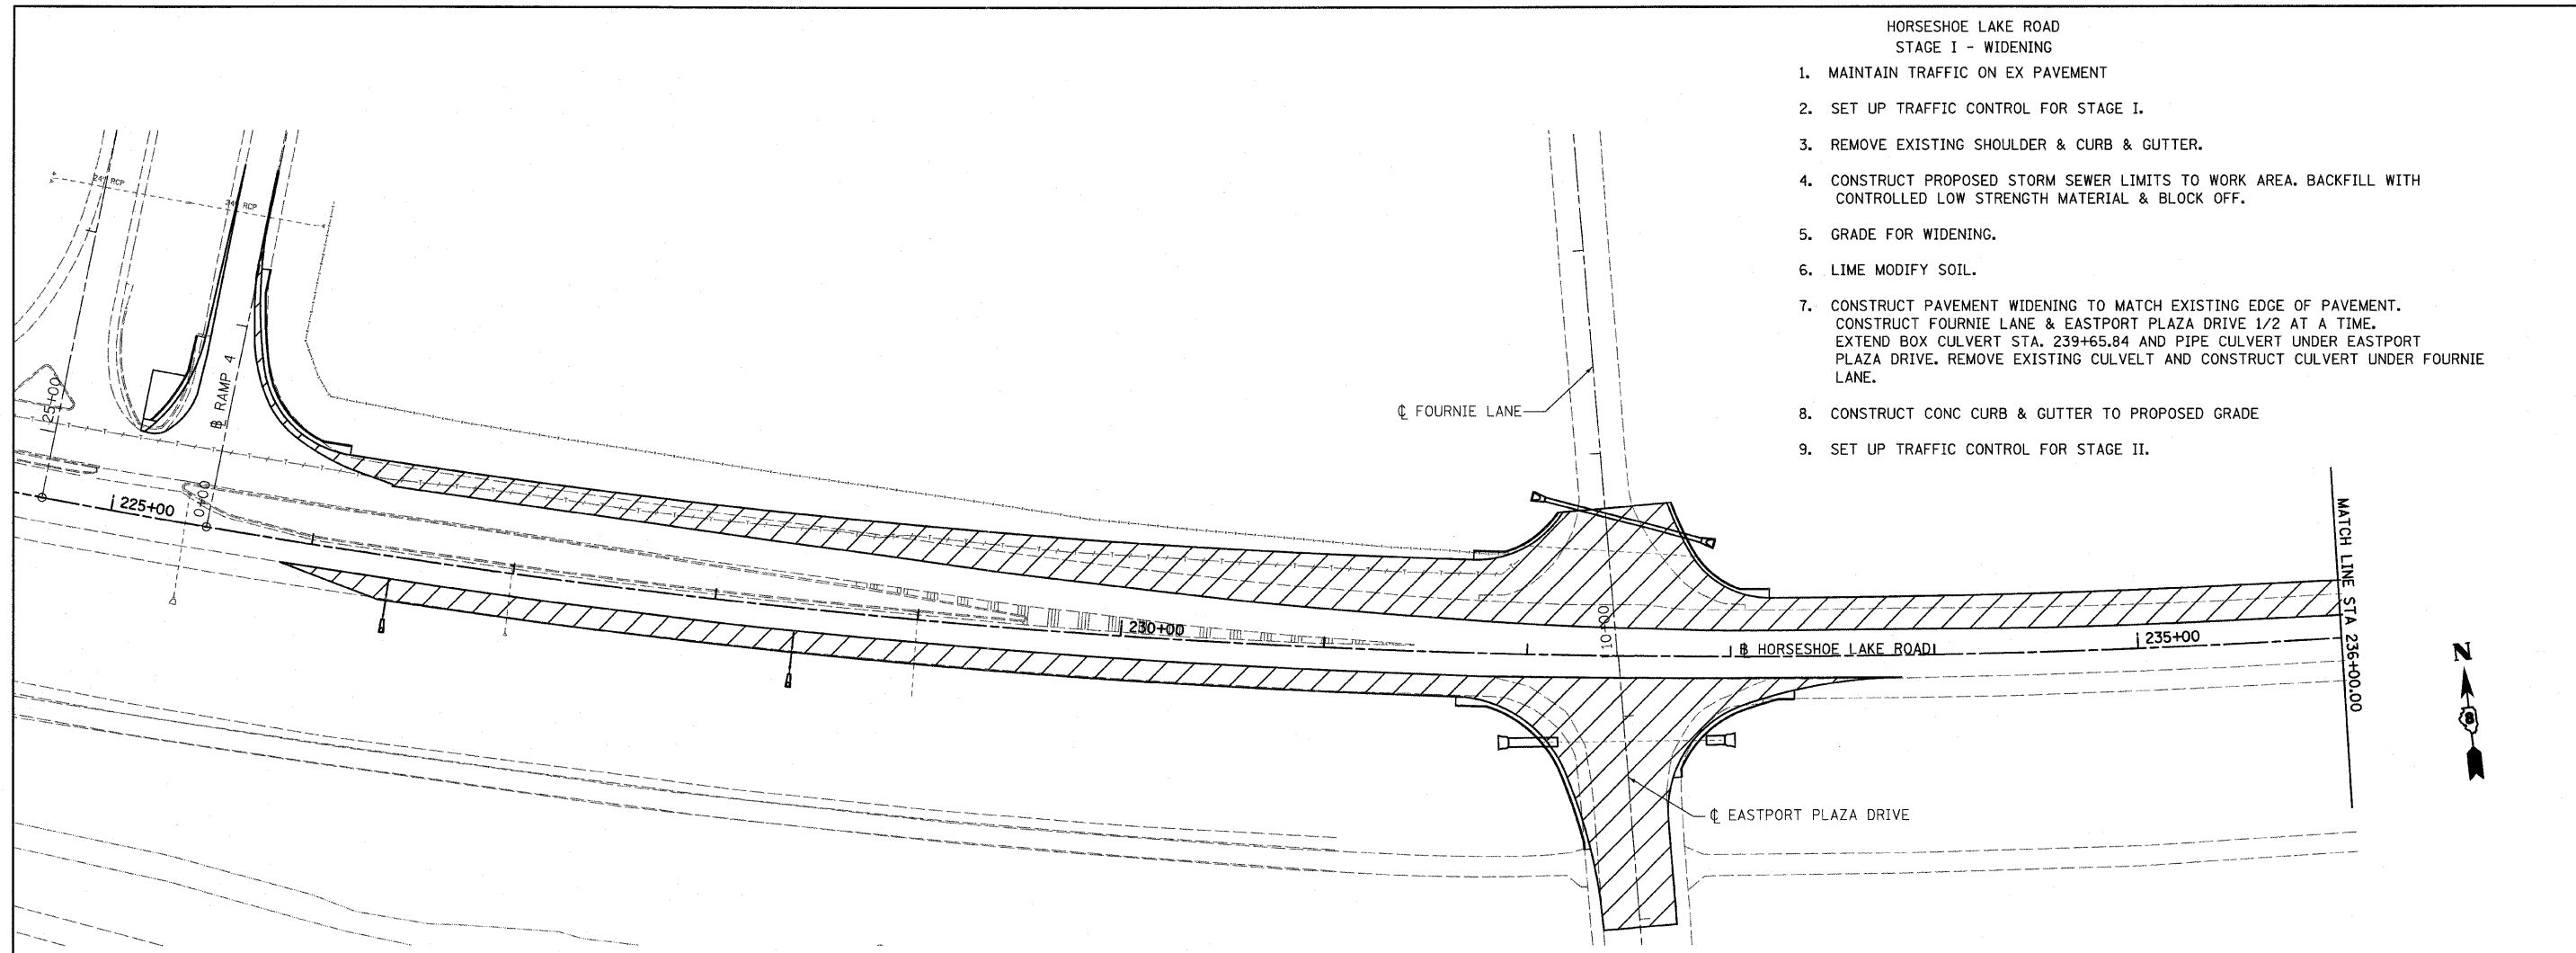 HORSESHOE LAKE ROAD
STAGE I - WIDENING
1. MAINTAIN TRAFFIC ON EX PAVEMENT
2. SET UP TRAFFIC CONTROL FOR STAGE I.
3. REMOVE EXISTING SHOULDER & CURB & GUTTER.
4. CONSTRUCT PROPOSED STORM SEWER LIMITS TO WORK AREA. BACKFILL WITH
CONTROLLED LOW STRENGTH MATERIAL & BLOCK OFF.
5. GRADE FOR WIDENING.
6. LIME MODIFY SOIL.
7. CONSTRUCT PAVEMENT WIDENING TO MATCH EXISTING EDGE OF PAVEMENT.
CONSTRUCT FOURNIE LANE & EASTPORT PLAZA DRIVE 1/2 AT A TIME.
EXTEND BOX CULVERT STA. 239+65.84 AND PIPE CULVERT UNDER EASTPORT
PLAZA DRIVE. REMOVE EXISTING CULVELT AND CONSTRUCT CULVERT UNDER FOURNIE
LANE.
8. CONSTRUCT CONC CURB & GUTTER TO PROPOSED GRADE
9. SET UP TRAFFIC CONTROL FOR STAGE II.
24" RCP
24" RCP
25+00
℄ RAMP 4
225+00
0+00
℄ FOURNIE LANE
230+00
10+00
℄ HORSESHOE LAKE ROAD
235+00
MATCH LINE STA 236+00.00
N
8
℄ EASTPORT PLAZA DRIVE